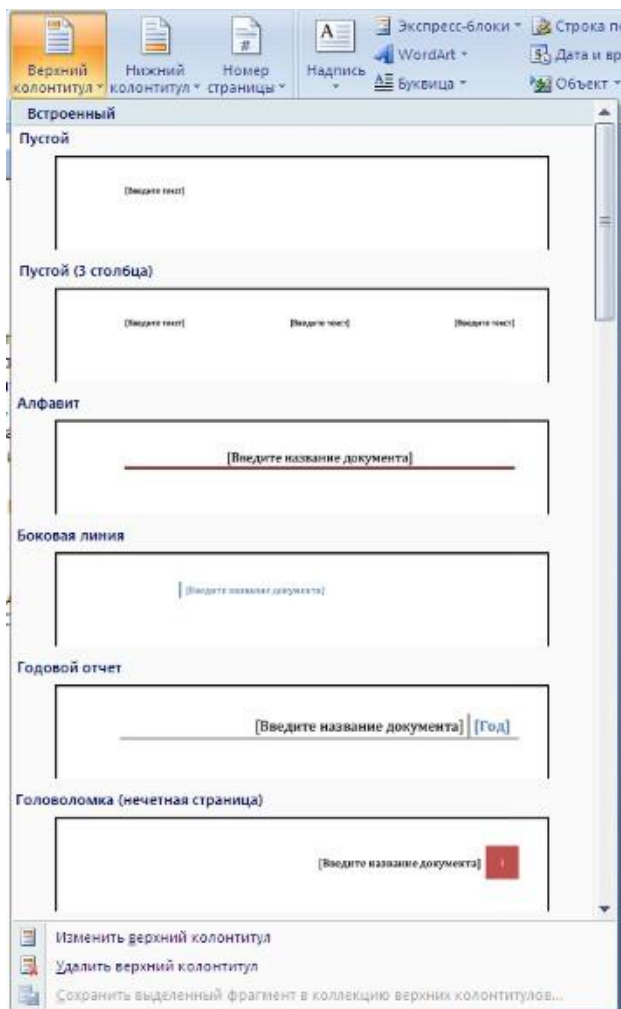 Верхний колонтитул
Нижний колонтитул
Номер страницы
A
Надпись
Экспресс-блоки
WordArt
Буквица
Строка п
Дата и вр
Объект
Встроенный
Пустой
[Введите текст]
Пустой (3 столбца)
[Введите текст] [Введите текст] [Введите текст]
Алфавит
[Введите название документа]
Боковая линия
[Введите название документа]
Годовой отчет
[Введите название документа] [Год]
Головоломка (нечетная страница)
[Введите название документа] 1
Изменить верхний колонтитул
Удалить верхний колонтитул
Сохранить выделенный фрагмент в коллекцию верхних колонтитулов...